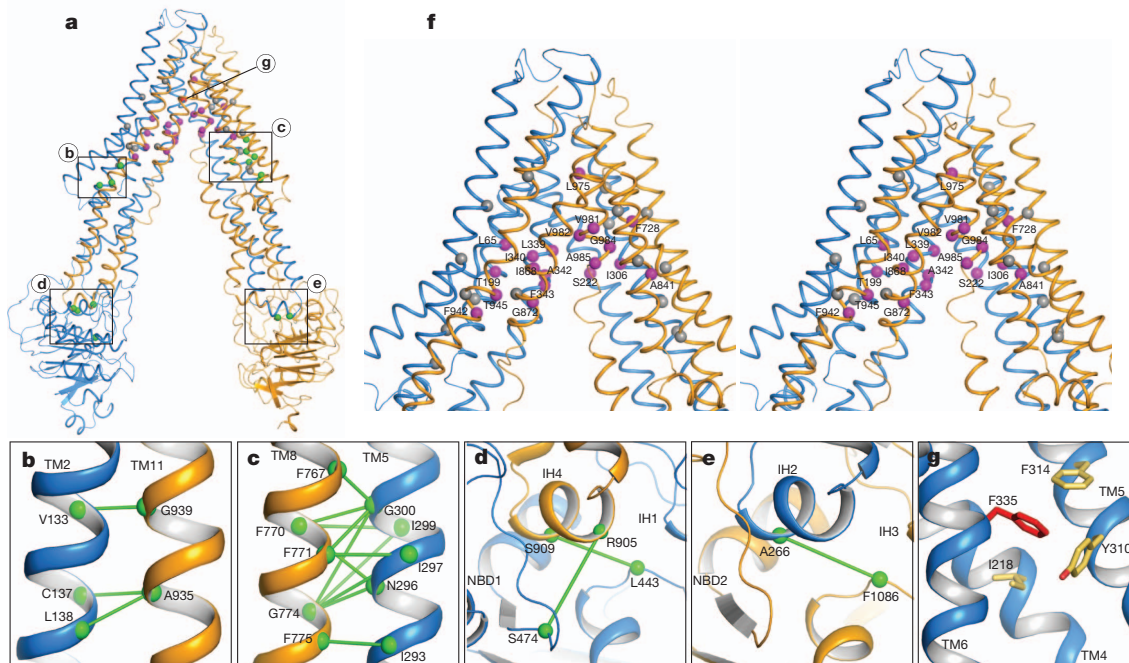 a
g
c
b
d
e
f
L975
V981
F728
V982
L65
L339
G984
I340
A985
I868
A342
I306
T199
S222
A841
F343
F942
T945
G872
L975
V981
F728
V982
L65
L339
G984
I340
A985
I868
A342
I306
T199
S222
A841
F343
F942
T945
G872
b
TM2
TM11
V133
G939
C137
A935
L138
c
TM8
TM5
F767
G300
F770
I299
F771
I297
N296
G774
F775
I293
d
IH4
IH1
S909
R905
NBD1
L443
S474
e
IH2
IH3
A266
NBD2
F1086
g
F314
TM5
F335
I218
Y310
TM6
TM4